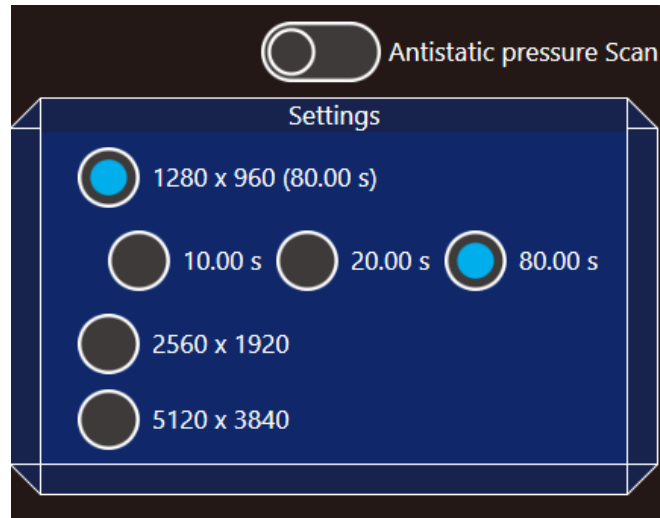 Antistatic pressure Scan
Settings
1280 x 960 (80.00 s)
10.00 s 20.00 s 80.00 s
2560 x 1920
5120 x 3840